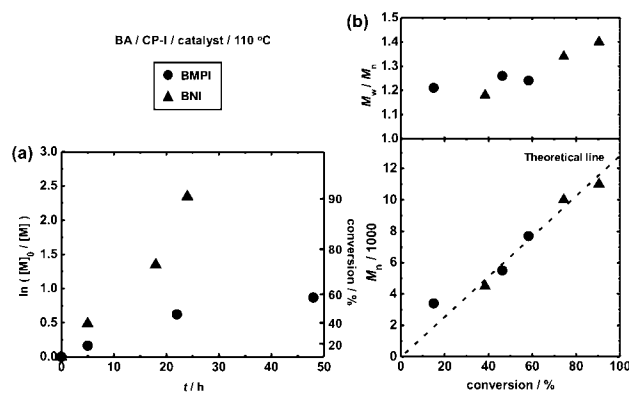 BA / CP-I / catalyst / 110 °C
BMPI
BNI
(a)
ln ( [M]0 / [M] )
3.0
2.5
2.0
1.5
1.0
0.5
0.0
0 10 20 30 40 50
t / h
90
80
60
40
20
conversion / %
(b)
Mw / Mn
1.5
1.4
1.3
1.2
1.1
1.0
Theoretical line
Mn / 1000
12
10
8
6
4
2
0
0 20 40 60 80 100
conversion / %